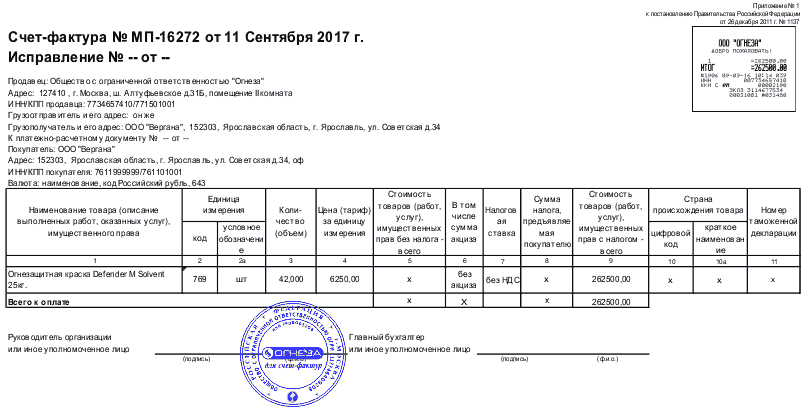 Приложение № 1
к постановлению Правительства Российской Федерации
от 26 декабря 2011 г. № 1137
Счет-фактура № МП-16272 от 11 Сентября 2017 г.
Исправление № -- от --
ООО "ОГНЕЗА"
ДОБРО ПОЖАЛОВАТЬ!
1 =262500.00
ИТОГ =262500.00
Продавец: Общество с ограниченной ответственностью "Огнеза"
Адрес: 127410 , г. Москва, ш. Алтуфьевское д.31Б, помещение IIкомната
ИНН/КПП продавца: 7734657410/771501001
Грузоотправитель и его адрес: он же
Грузополучатель и его адрес: ООО "Вергана", 152303, Ярославская область, г. Ярославль, ул. Советская д.34
К платежно-расчетному документу № -- от --
Покупатель: ООО "Вергана"
Адрес: 152303, Ярославская область, г. Ярославль, ул. Советская д.34, оф
ИНН/КПП покупателя: 7611999999/761101001
Валюта: наименование, код Российский рубль, 643
Наименование товара (описание выполненных работ, оказанных услуг), имущественного права
Единица измерения
код
условное обозначение
Коли-чество (объем)
Цена (тариф) за единицу измерения
Стоимость товаров (работ, услуг), имущественных прав без налога - всего
В том числе сумма акциза
Налоговая ставка
Сумма налога, предъявляемая покупателю
Стоимость товаров (работ, услуг), имущественных прав с налогом - всего
Страна происхождения товара
цифровой код
краткое наименование
Номер таможенной декларации
1 2 2а 3 4 5 6 7 8 9 10 10а 11
Огнезащитная краска Defender M Solvent 25кг. 769 шт 42,000 6250,00 х без акциза без НДС х 262500,00 х х х
Всего к оплате х Х х 262500,00
Руководитель организации
или иное уполномоченное лицо
(подпись)
(ф.и.о.)
Главный бухгалтер
или иное уполномоченное лицо
(подпись)
(ф.и.о.)
ОГНЕЗА
для счет-фактур